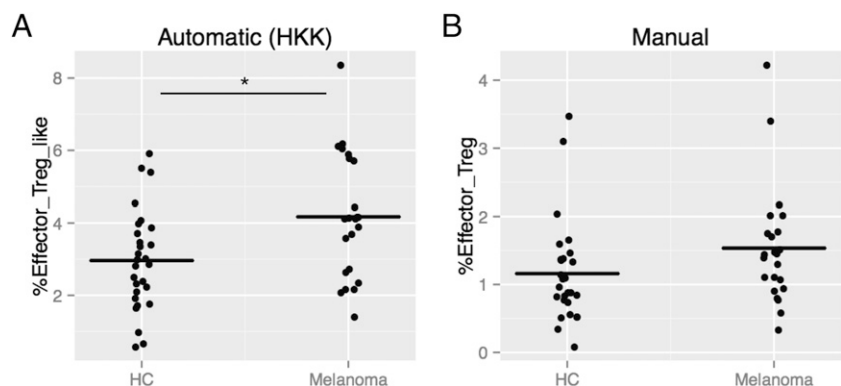 A
Automatic (HKK)
%Effector_Treg_like
8
6
4
2
*
HC
Melanoma
B
Manual
%Effector_Treg
4
3
2
1
0
HC
Melanoma